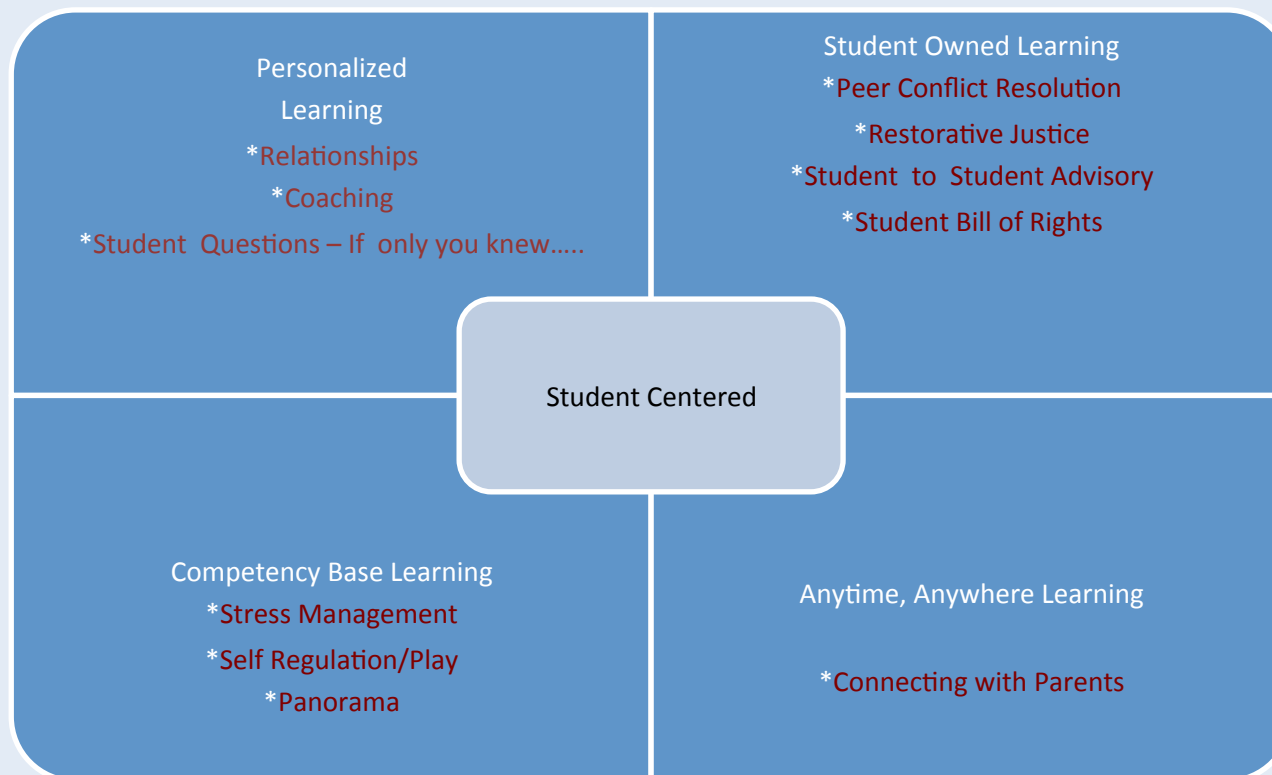 Personalized
Learning
*Relationships
*Coaching
*Student  Questions – If  only you knew.....
Student Owned Learning
*Peer Conflict Resolution
*Restorative Justice
*Student  to  Student Advisory
*Student Bill of Rights
Student Centered
Competency Base Learning
*Stress Management
*Self Regulation/Play
*Panorama
Anytime, Anywhere Learning
*Connecting with Parents